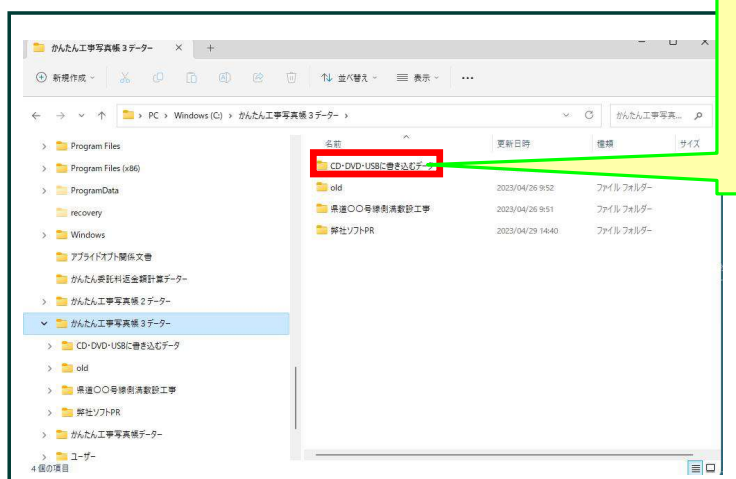 かんたん工事写真帳3データー
新規作成
並べ替え
表示
PC > Windows (C:) > かんたん工事写真帳3データー >
かんたん工事写真...
Program Files
Program Files (x86)
ProgramData
recovery
Windows
アプライドオプト関係文書
かんたん委託料返金額計算データー
かんたん工事写真帳2データー
かんたん工事写真帳3データー
CD・DVD・USBに書き込むデータ
old
県道〇〇号線側溝敷設工事
弊社ソフトPR
かんたん工事写真帳データー
ユーザー
名前 更新日時 種類 サイズ
CD・DVD・USBに書き込むデータ
old 2023/04/26 9:52 ファイル フォルダー
県道〇〇号線側溝敷設工事 2023/04/26 9:51 ファイル フォルダー
弊社ソフトPR 2023/04/29 14:40 ファイル フォルダー
4 個の項目